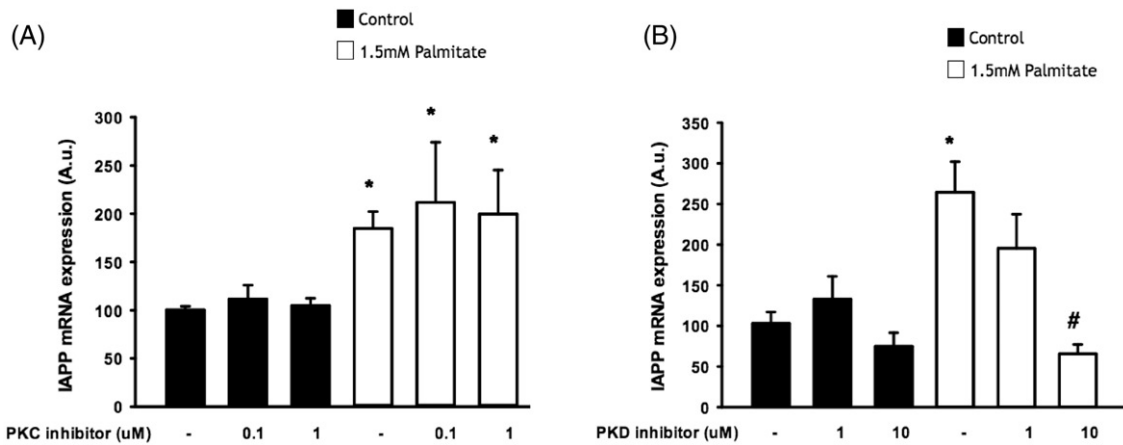 (A)
Control
1.5mM Palmitate
IAPP mRNA expression (A.u.)
300
250
200
150
100
50
0
*
*
*
PKC inhibitor (uM) - 0.1 1 - 0.1 1
(B)
Control
1.5mM Palmitate
IAPP mRNA expression (A.u.)
350
300
250
200
150
100
50
0
*
#
PKD inhibitor (uM) - 1 10 - 1 10